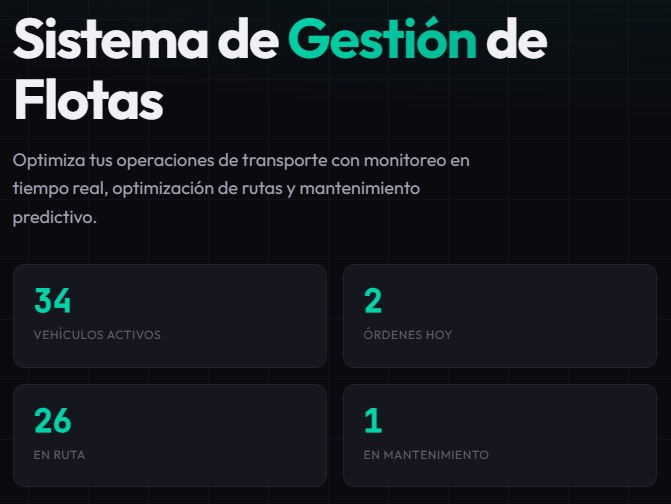 Sistema de Gestión de
Flotas
Optimiza tus operaciones de transporte con monitoreo en
tiempo real, optimización de rutas y mantenimiento
predictivo.
34
VEHÍCULOS ACTIVOS
2
ÓRDENES HOY
26
EN RUTA
1
EN MANTENIMIENTO